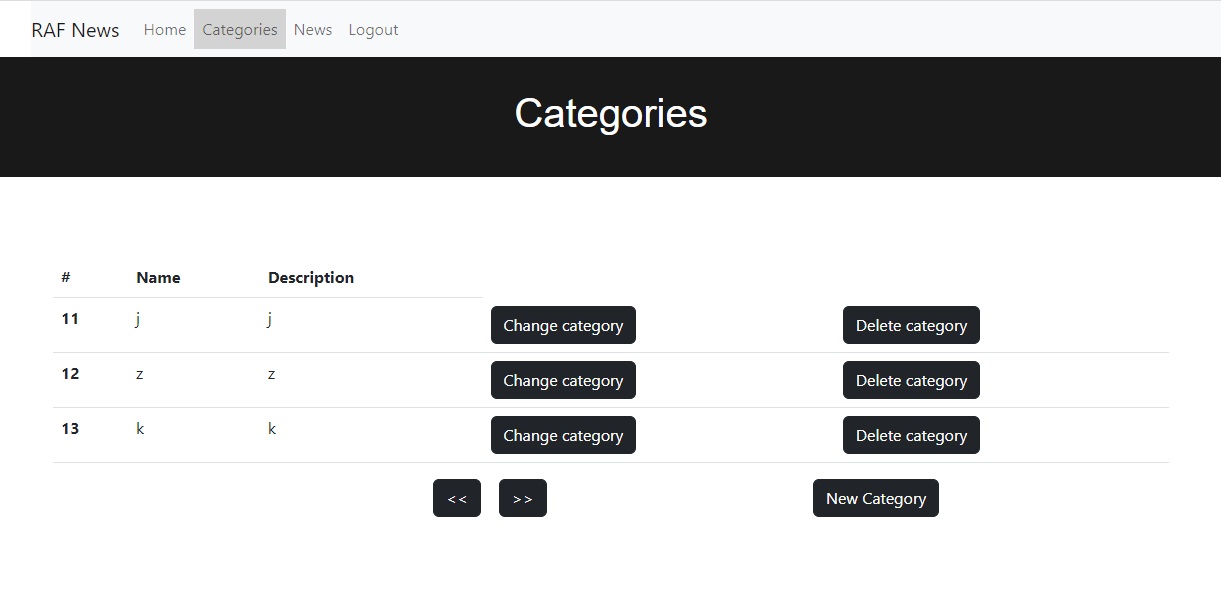 RAF News Home Categories News Logout
Categories
# Name Description
11 j j Change category Delete category
12 z z Change category Delete category
13 k k Change category Delete category
<< >> New Category